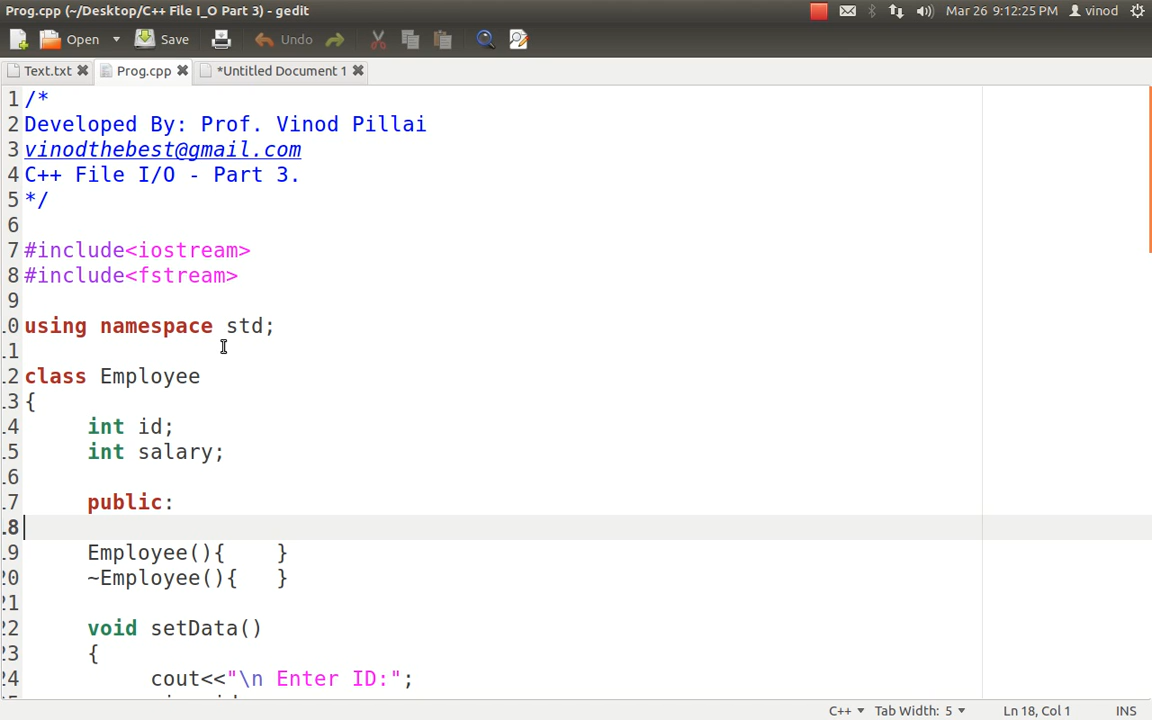 Prog.cpp (~/Desktop/C++ File I_O Part 3) - gedit
Mar 26 9:12:25 PM vinod
Open Save Undo
Text.txt Prog.cpp *Untitled Document 1
1 /*
2 Developed By: Prof. Vinod Pillai
3 vinodthebest@gmail.com
4 C++ File I/O - Part 3.
5 */
6
7 #include<iostream>
8 #include<fstream>
9
10 using namespace std;
11
12 class Employee
13 {
14 int id;
15 int salary;
16
17 public:
18
19 Employee(){ }
20 ~Employee(){ }
21
22 void setData()
23 {
24 cout<<"\n Enter ID:";
C++ Tab Width: 5 Ln 18, Col 1 INS